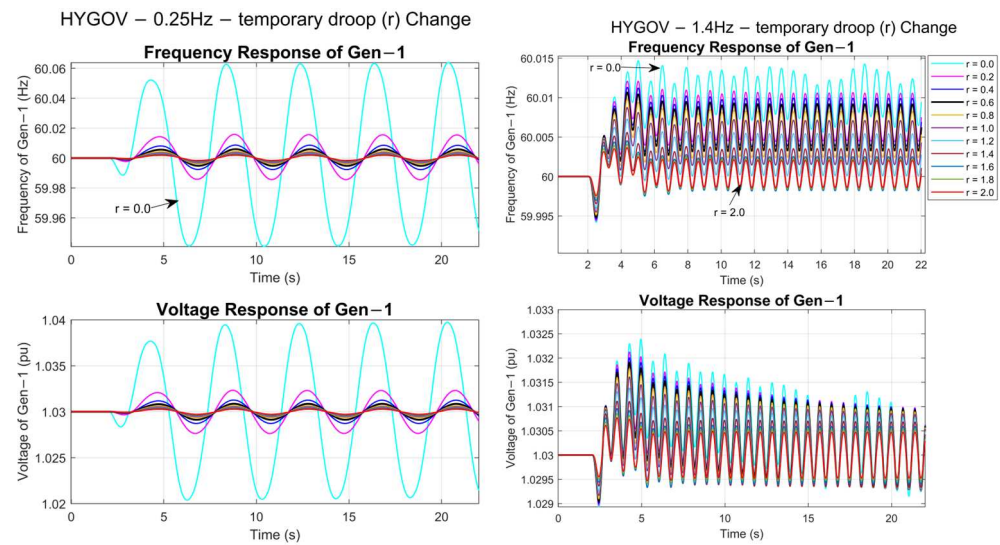 HYGOV – 0.25Hz – temporary droop (r) Change
Frequency Response of Gen−1
Frequency of Gen−1 (Hz)
60.06
60.04
60.02
60
59.98
59.96
r = 0.0
0 5 10 15 20
Time (s)
Voltage Response of Gen−1
Voltage of Gen−1 (pu)
1.04
1.035
1.03
1.025
1.02
0 5 10 15 20
Time (s)
HYGOV – 1.4Hz – temporary droop (r) Change
Frequency Response of Gen−1
Frequency of Gen−1 (Hz)
60.015
60.01
60.005
60
59.995
r = 0.0
r = 2.0
2 4 6 8 10 12 14 16 18 20 22
Time (s)
r = 0.0
r = 0.2
r = 0.4
r = 0.6
r = 0.8
r = 1.0
r = 1.2
r = 1.4
r = 1.6
r = 1.8
r = 2.0
Voltage Response of Gen−1
Voltage of Gen−1 (pu)
1.033
1.0325
1.032
1.0315
1.031
1.0305
1.03
1.0295
1.029
0 5 10 15 20
Time (s)